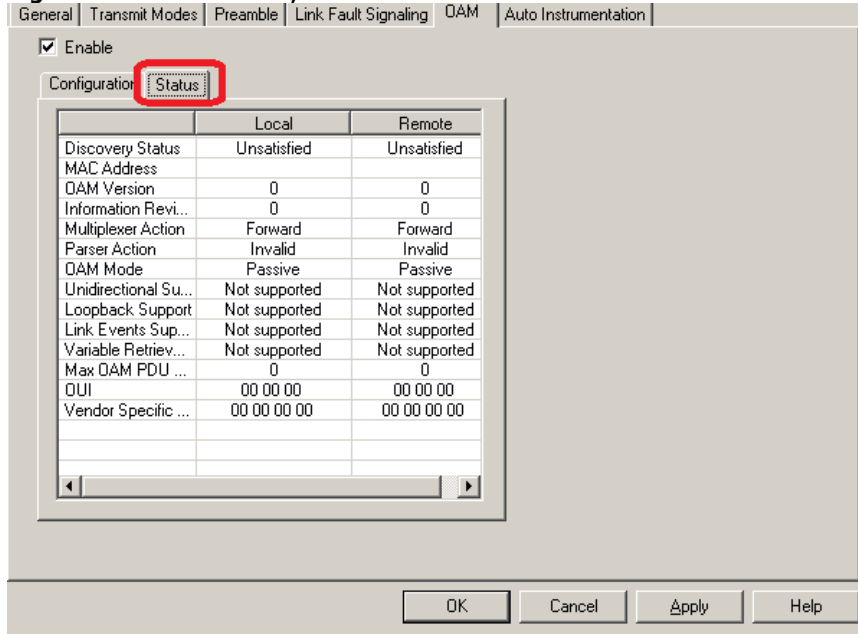 General Transmit Modes Preamble Link Fault Signaling OAM Auto Instrumentation
Enable
Configuration Status
Local Remote
Discovery Status Unsatisfied Unsatisfied
MAC Address
OAM Version 0 0
Information Revi... 0 0
Multiplexer Action Forward Forward
Parser Action Invalid Invalid
OAM Mode Passive Passive
Unidirectional Su... Not supported Not supported
Loopback Support Not supported Not supported
Link Events Sup... Not supported Not supported
Variable Retriev... Not supported Not supported
Max OAM PDU ... 0 0
OUI 00 00 00 00 00 00
Vendor Specific ... 00 00 00 00 00 00 00 00
OK Cancel Apply Help